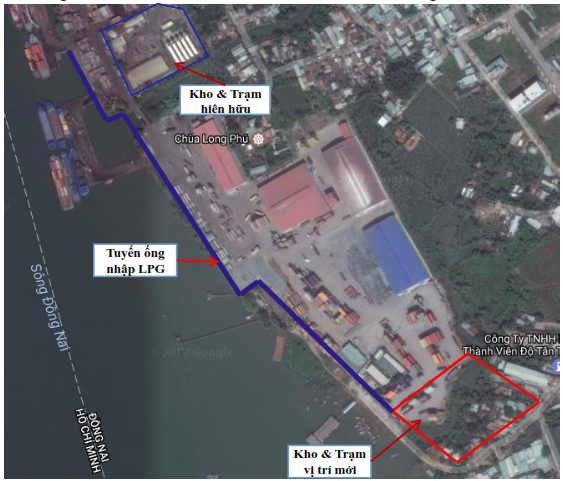 Kho & Trạm
hiện hữu
Chùa Long Phú
Tuyến ống
nhập LPG
Sông Đồng Nai
© 2017 Google
Công Ty TNHH
Thành Viên Độ Tân T
ĐỒNG NAI
HỒ CHÍ MINH
Kho & Trạm
vị trí mới